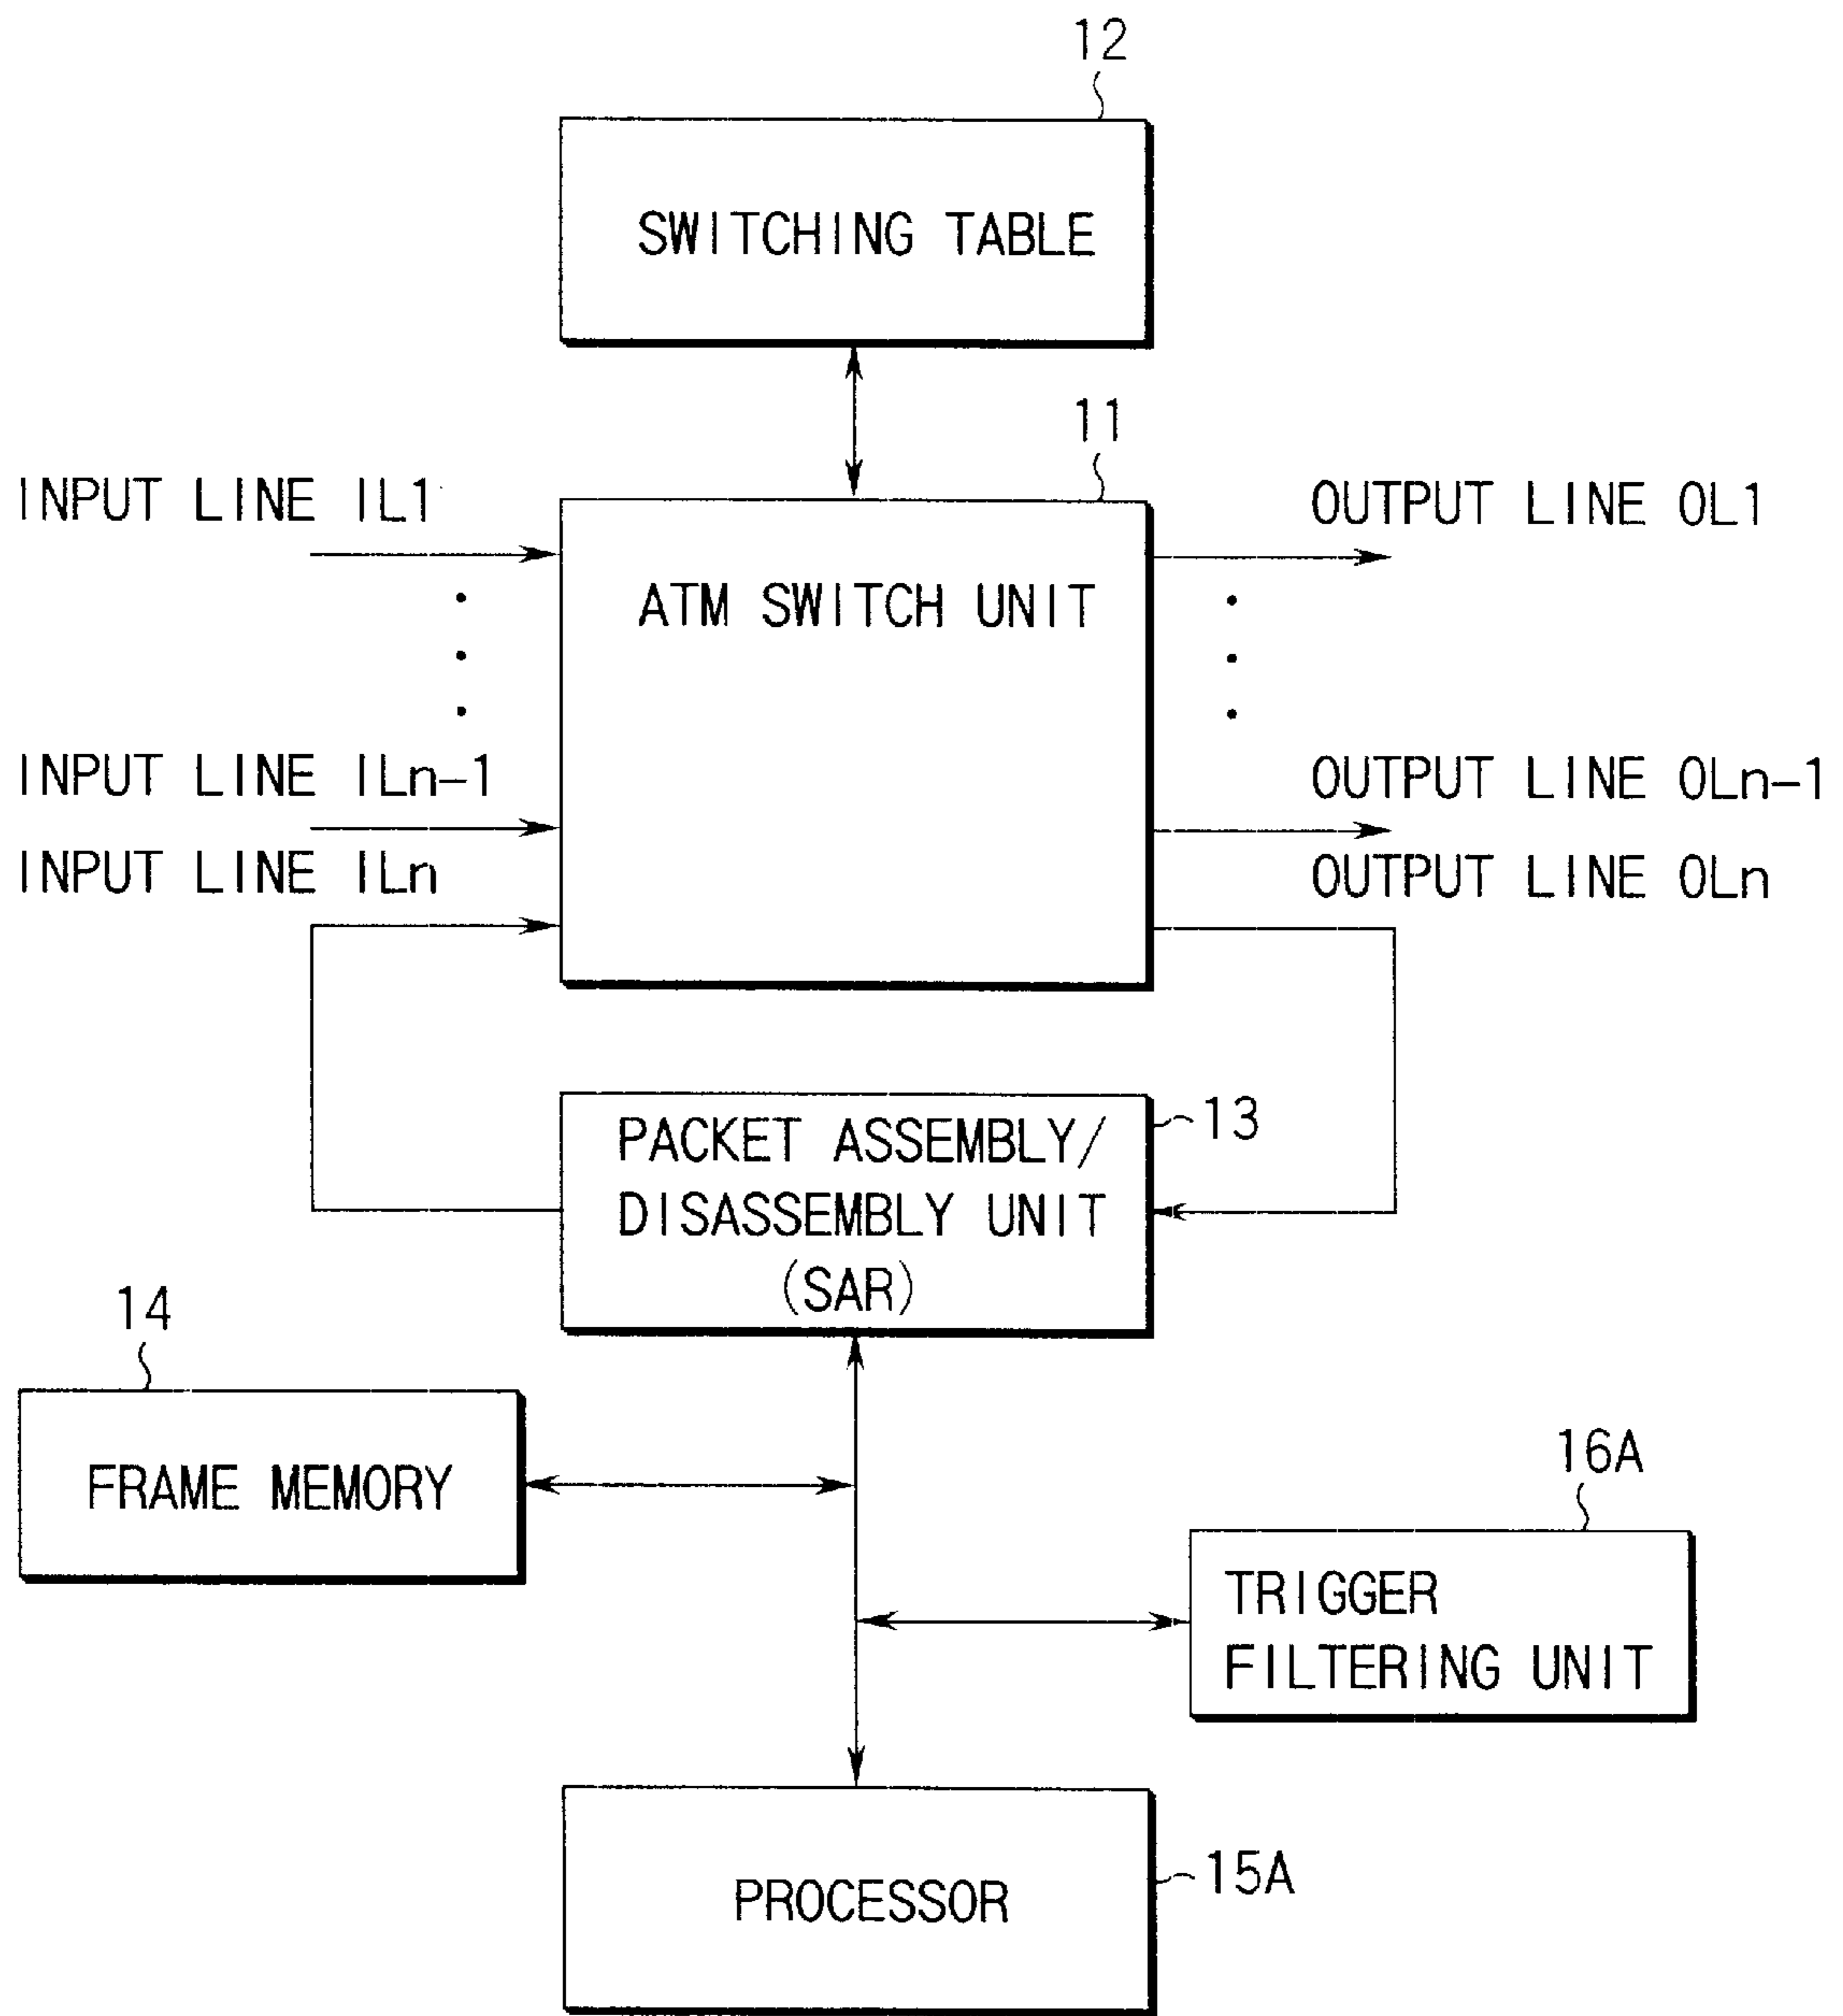 12
SWITCHING TABLE
11
INPUT LINE IL1
OUTPUT LINE OL1
ATM SWITCH UNIT
INPUT LINE ILn-1
OUTPUT LINE OLn-1
INPUT LINE ILn
OUTPUT LINE OLn
PACKET ASSEMBLY/
DISASSEMBLY UNIT
(SAR)
13
14
FRAME MEMORY
16A
TRIGGER
FILTERING UNIT
PROCESSOR
15A